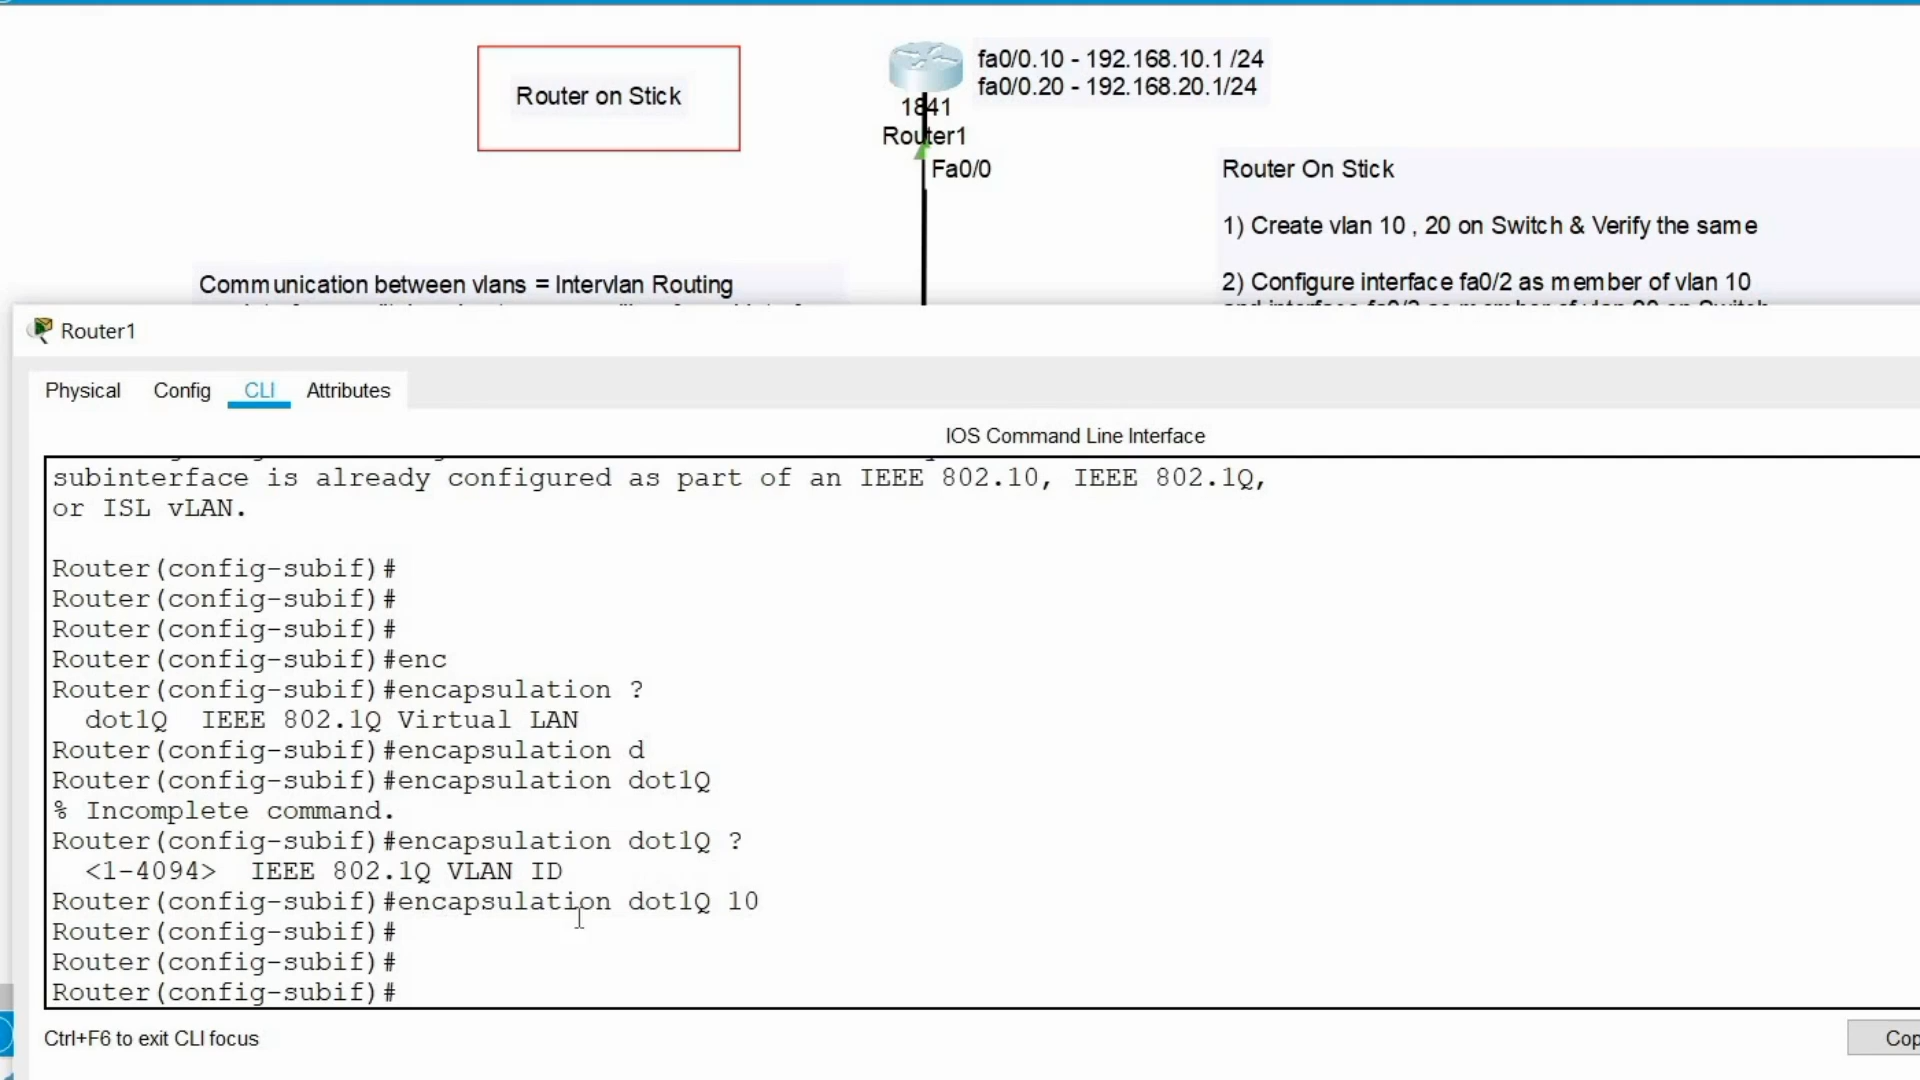 Router on Stick
fa0/0.10 - 192.168.10.1 /24
fa0/0.20 - 192.168.20.1/24
1841
Router1
Fa0/0
Router On Stick
1) Create vlan 10 , 20 on Switch & Verify the same
2) Configure interface fa0/2 as member of vlan 10
Communication between vlans = Intervlan Routing
Router1
Physical Config CLI Attributes
IOS Command Line Interface
subinterface is already configured as part of an IEEE 802.10, IEEE 802.1Q,
or ISL vLAN.
Router(config-subif)#
Router(config-subif)#
Router(config-subif)#
Router(config-subif)#enc
Router(config-subif)#encapsulation ?
dot1Q IEEE 802.1Q Virtual LAN
Router(config-subif)#encapsulation d
Router(config-subif)#encapsulation dot1Q
% Incomplete command.
Router(config-subif)#encapsulation dot1Q ?
<1-4094> IEEE 802.1Q VLAN ID
Router(config-subif)#encapsulation dot1Q 10
Router(config-subif)#
Router(config-subif)#
Router(config-subif)#
Ctrl+F6 to exit CLI focus
Cop